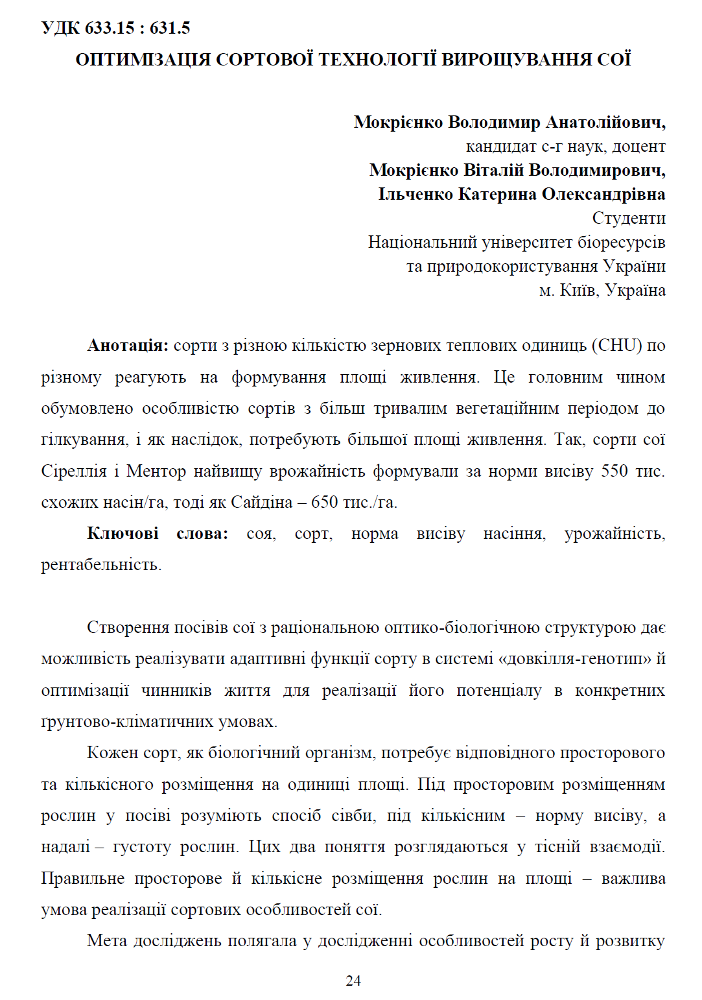 УДК 633.15 : 631.5
ОПТИМІЗАЦІЯ СОРТОВОЇ ТЕХНОЛОГІЇ ВИРОЩУВАННЯ СОЇ
Мокрієнко Володимир Анатолійович,
кандидат с-г наук, доцент
Мокрієнко Віталій Володимирович,
Ільченко Катерина Олександрівна
Студенти
Національний університет біоресурсів
та природокористування України
м. Київ, Україна
Анотація: сорти з різною кількістю зернових теплових одиниць (CHU) по
різному реагують на формування площі живлення. Це головним чином
обумовлено особливістю сортів з більш тривалим вегетаційним періодом до
гілкування, і як наслідок, потребують більшої площі живлення. Так, сорти сої
Сіреллія і Ментор найвищу врожайність формували за норми висіву 550 тис.
схожих насін/га, тоді як Сайдіна – 650 тис./га.
Ключові слова: соя, сорт, норма висіву насіння, урожайність,
рентабельність.
Створення посівів сої з раціональною оптико-біологічною структурою дає
можливість реалізувати адаптивні функції сорту в системі «довкілля-генотип» й
оптимізації чинників життя для реалізації його потенціалу в конкретних
ґрунтово-кліматичних умовах.
Кожен сорт, як біологічний організм, потребує відповідного просторового
та кількісного розміщення на одиниці площі. Під просторовим розміщенням
рослин у посіві розуміють спосіб сівби, під кількісним – норму висіву, а
надалі – густоту рослин. Цих два поняття розглядаються у тісній взаємодії.
Правильне просторове й кількісне розміщення рослин на площі – важлива
умова реалізації сортових особливостей сої.
Мета досліджень полягала у дослідженні особливостей росту й розвитку
24